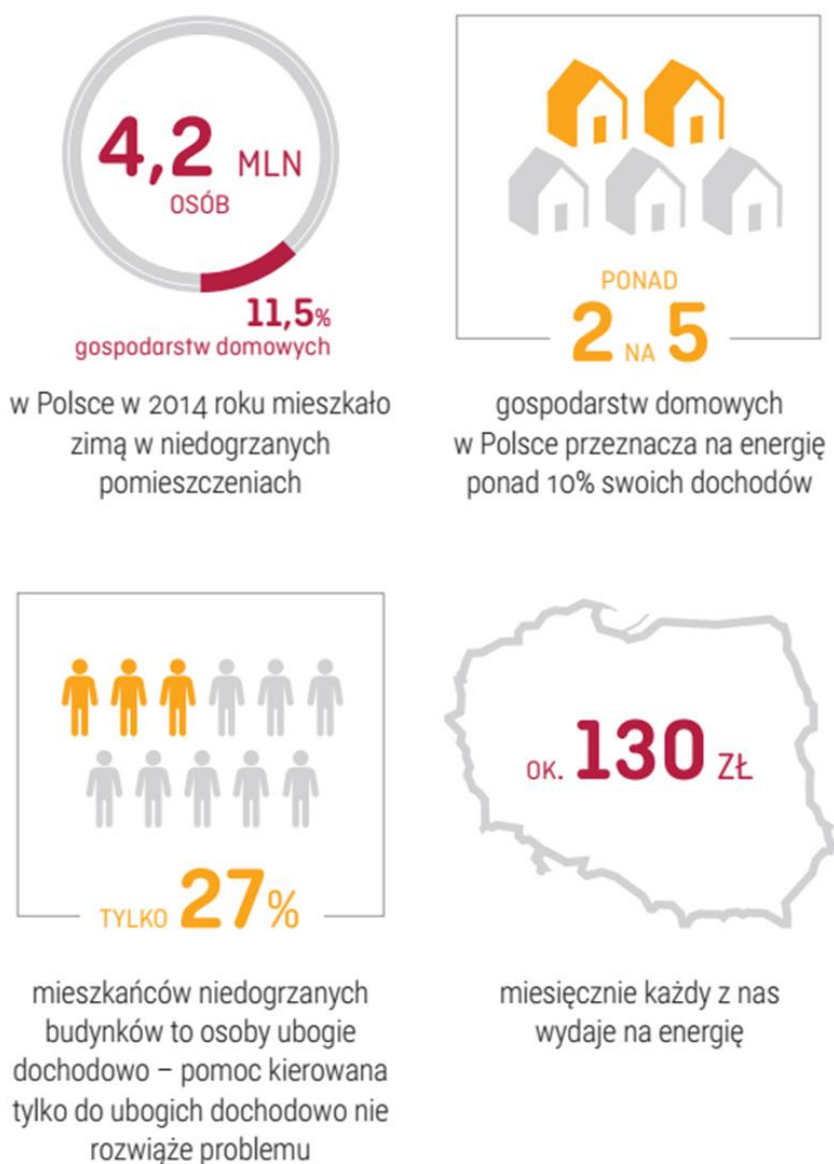 4,2 MLN
OSÓB
11,5%
gospodarstw domowych
w Polsce w 2014 roku mieszkało
zimą w niedogrzanych
pomieszczeniach
PONAD
2 NA 5
gospodarstw domowych
w Polsce przeznacza na energię
ponad 10% swoich dochodów
TYLKO 27%
mieszkańców niedogrzanych
budynków to osoby ubogie
dochodowo – pomoc kierowana
tylko do ubogich dochodowo nie
rozwiąże problemu
OK. 130 ZŁ
miesięcznie każdy z nas
wydaje na energię